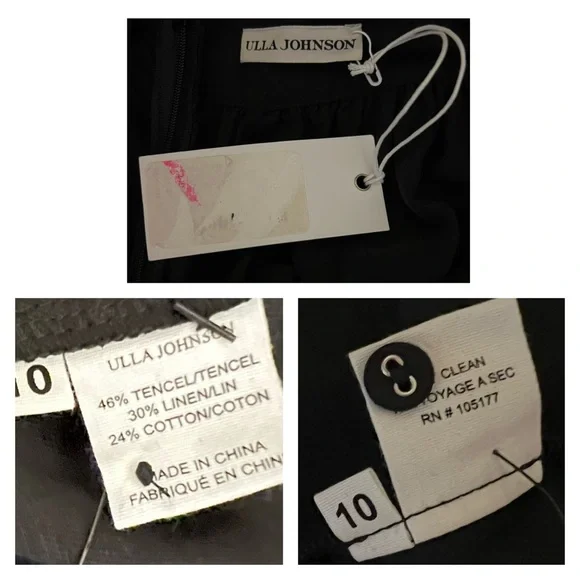 ULLA JOHNSON
10
ULLA JOHNSON
46% TENCEL/TENCEL
30% LINEN/LIN
24% COTTON/COTON
MADE IN CHINA
FABRIQUÉ EN CHIN
CLEAN
OYAGE A SEC
RN # 105177
10